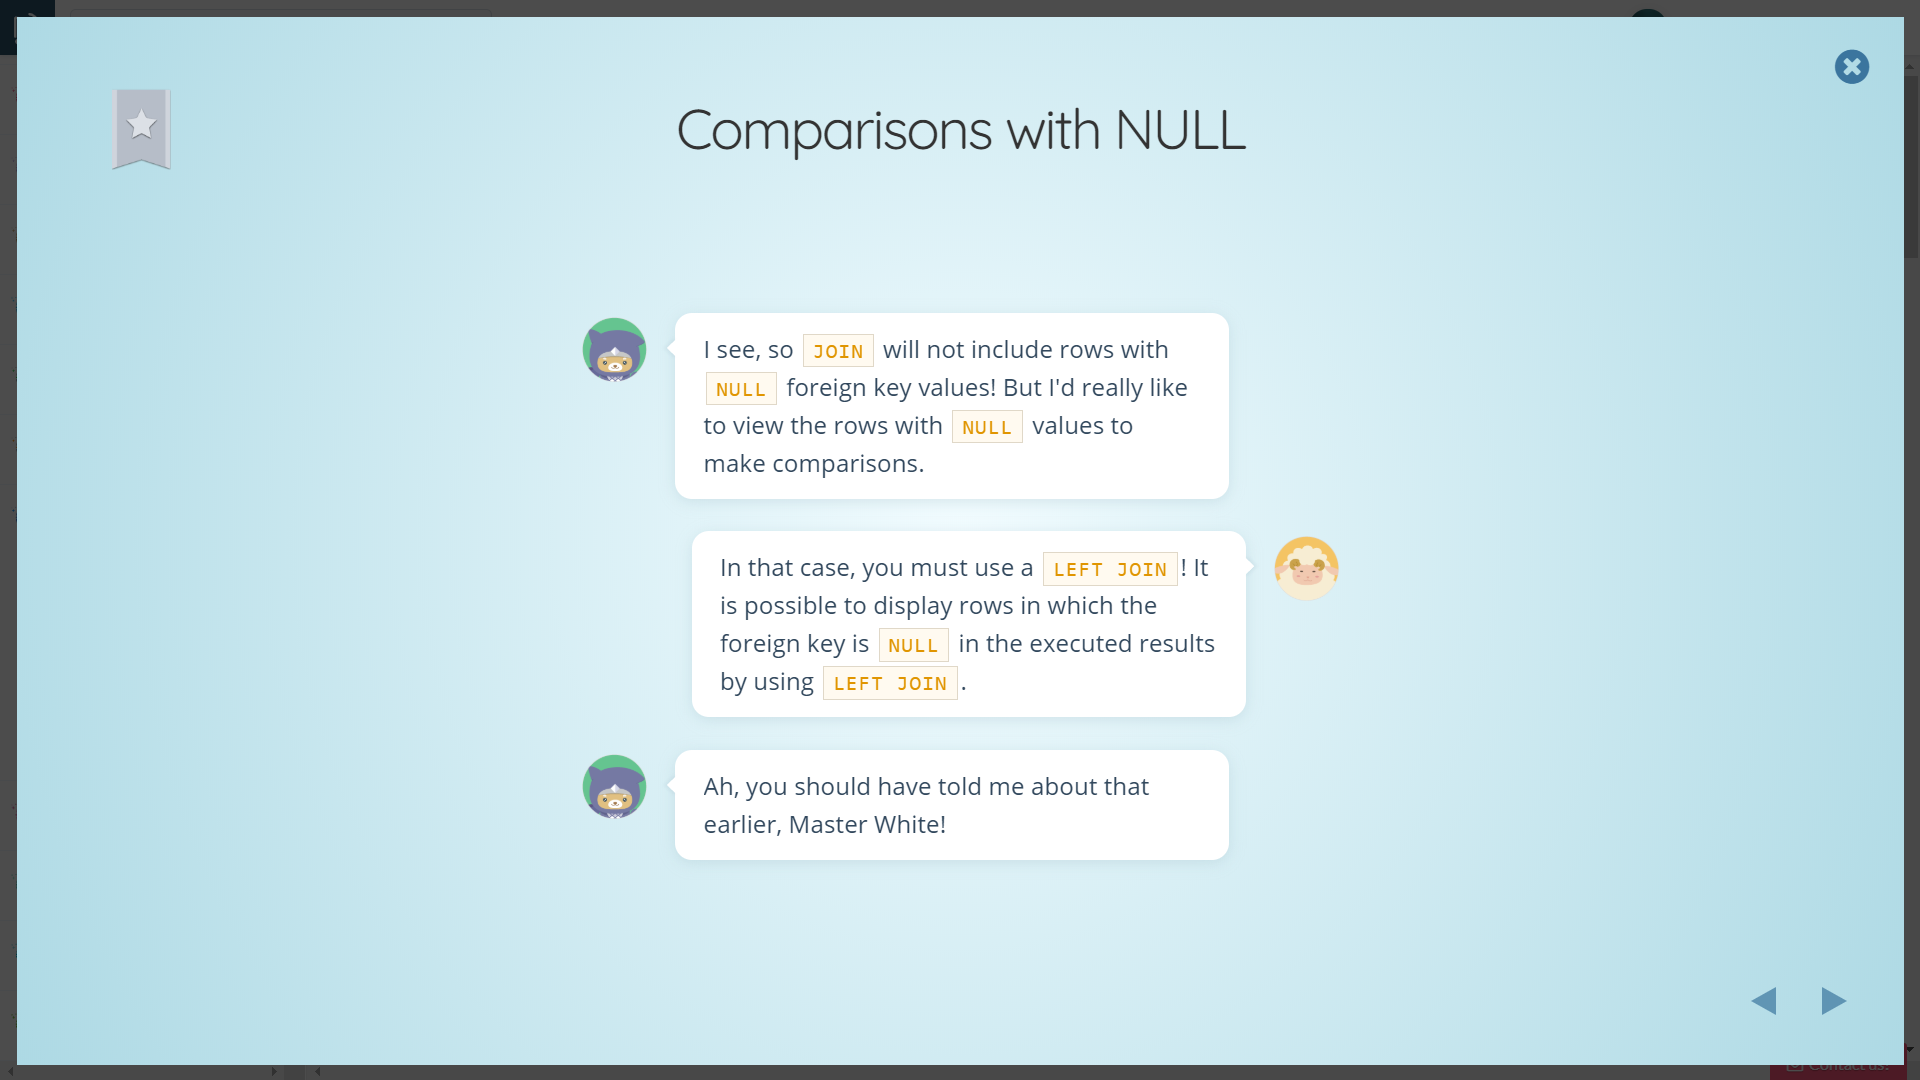 Comparisons with NULL
I see, so JOIN will not include rows with
NULL foreign key values! But I'd really like
to view the rows with NULL values to
make comparisons.
In that case, you must use a LEFT JOIN! It
is possible to display rows in which the
foreign key is NULL in the executed results
by using LEFT JOIN.
Ah, you should have told me about that
earlier, Master White!
Contact us!